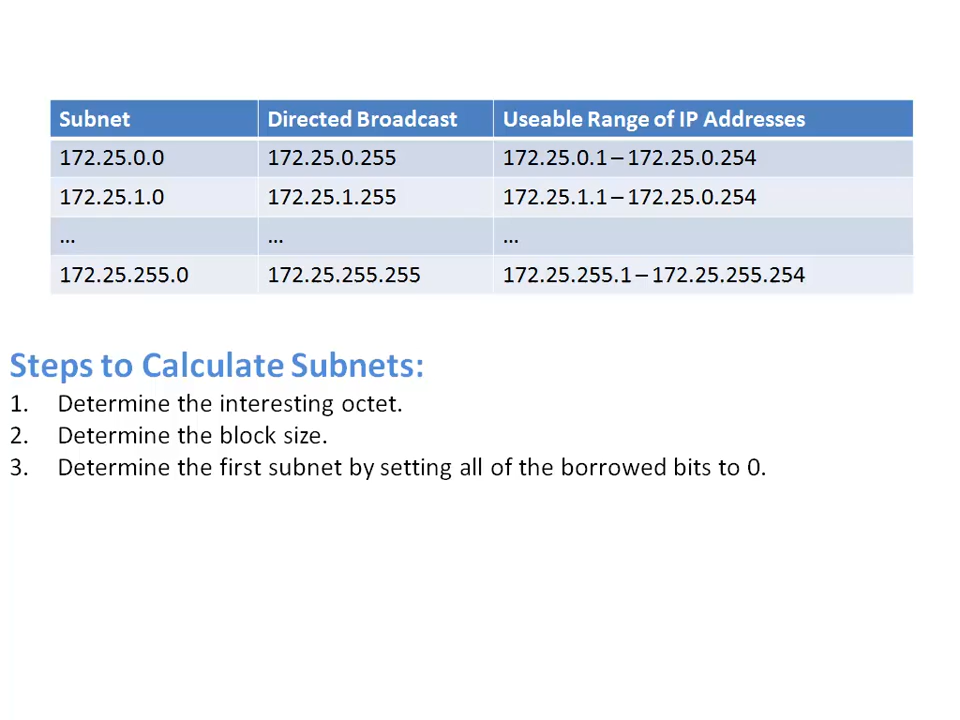 Subnet Directed Broadcast Useable Range of IP Addresses
172.25.0.0 172.25.0.255 172.25.0.1 – 172.25.0.254
172.25.1.0 172.25.1.255 172.25.1.1 – 172.25.0.254
... ... ...
172.25.255.0 172.25.255.255 172.25.255.1 – 172.25.255.254
Steps to Calculate Subnets:
1. Determine the interesting octet.
2. Determine the block size.
3. Determine the first subnet by setting all of the borrowed bits to 0.